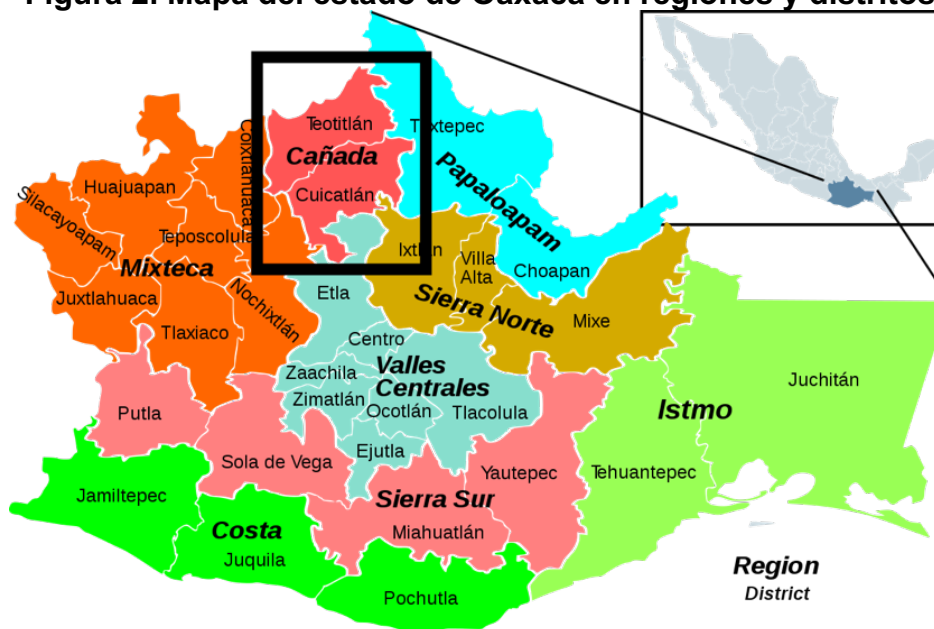 Figura 2. Mapa del estado de Oaxaca en regiones y distritos
Teotitlán
Tuxtepec
Coixtlahuaca
Cañada
Papaloapam
Huajuapan
Cuicatlán
Silacayoapam
Teposcolula
Ixtlán
Villa
Alta
Choapan
Mixteca
Etla
Sierra Norte
Juxtlahuaca
Nochixtlán
Mixe
Tlaxiaco
Centro
Valles
Centrales
Zaachila
Juchitán
Zimatlán
Ocotlán
Tlacolula
Istmo
Putla
Ejutla
Sola de Vega
Yautepec
Tehuantepec
Jamiltepec
Sierra Sur
Costa
Miahuatlán
Juquila
Region
District
Pochutla